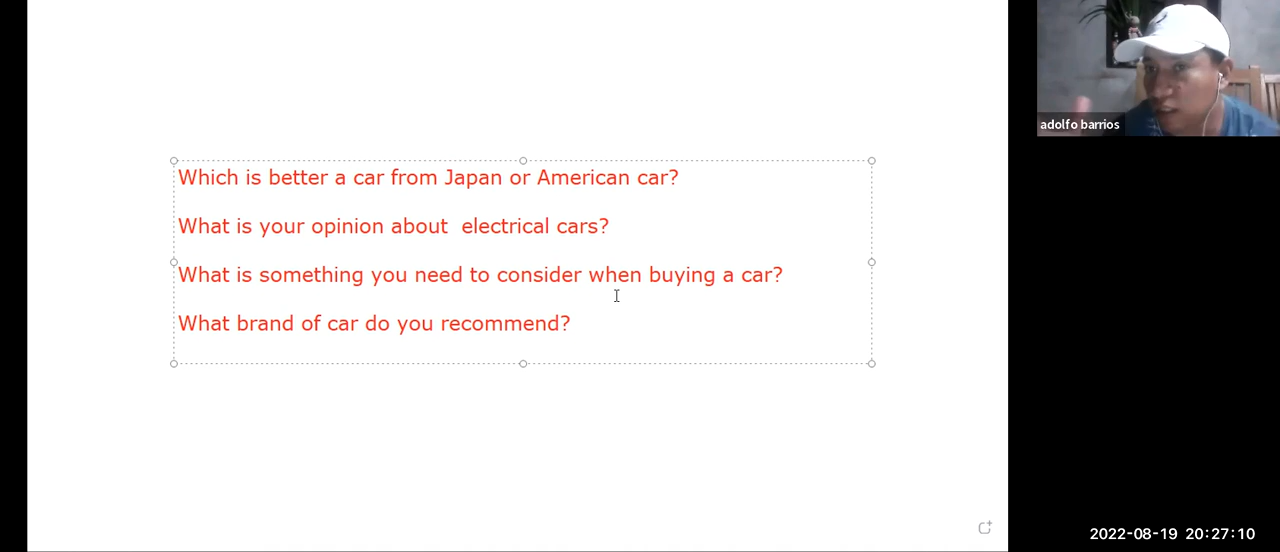 Which is better a car from Japan or American car?
What is your opinion about  electrical cars?
What is something you need to consider when buying a car?
What brand of car do you recommend?
adolfo barrios
2022-08-19 20:27:10